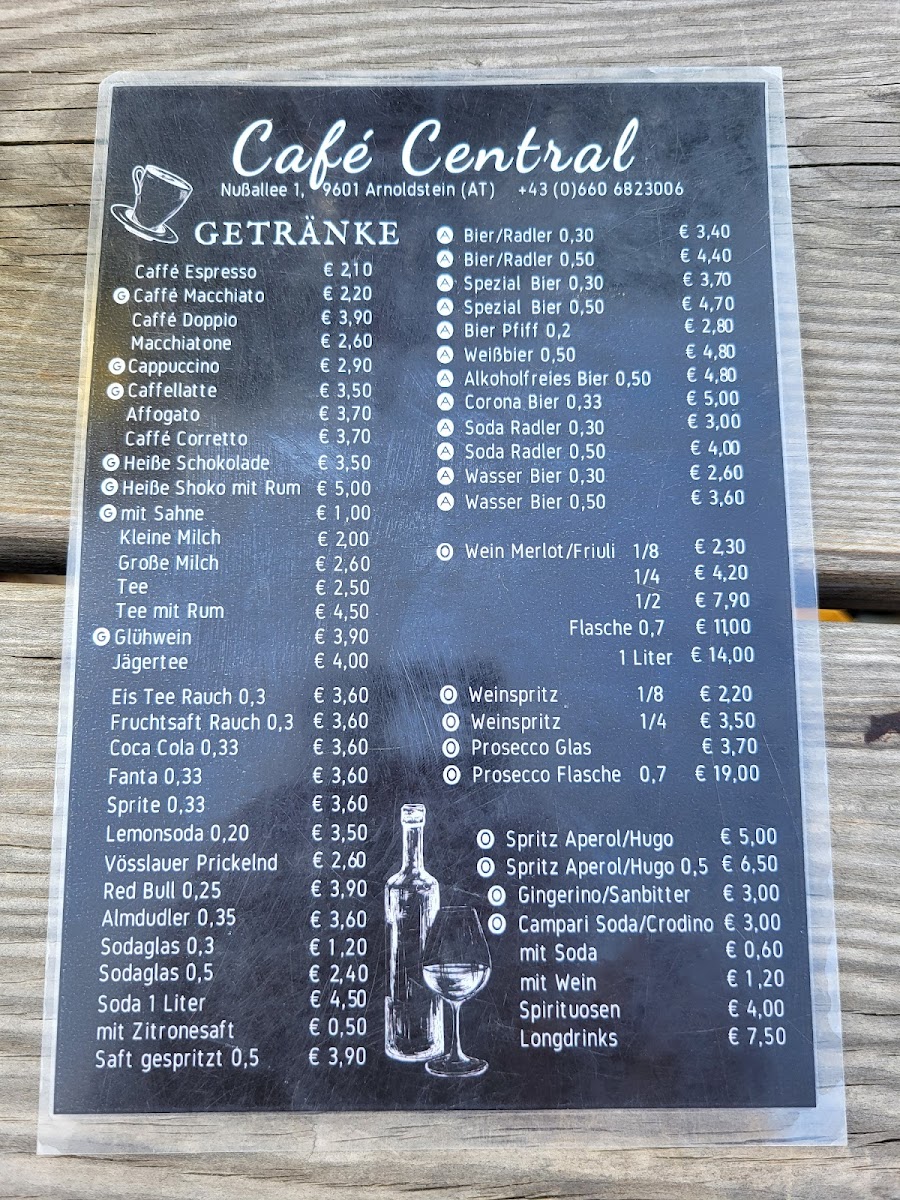 Café Central
Nußallee 1, 9601 Arnoldstein (AT) +43 (0)660 6823006
GETRÄNKE
Caffé Espresso € 2,10
G Caffé Macchiato € 2,20
Caffé Doppio € 3,90
Macchiatone € 2,60
G Cappuccino € 2,90
G Caffellatte € 3,50
Affogato € 3,70
Caffé Corretto € 3,70
G Heiße Schokolade € 3,50
G Heiße Shoko mit Rum € 5,00
G mit Sahne € 1,00
Kleine Milch € 2,00
Große Milch € 2,60
Tee € 2,50
Tee mit Rum € 4,50
G Glühwein € 3,90
Jägertee € 4,00
Eis Tee Rauch 0,3 € 3,60
Fruchtsaft Rauch 0,3 € 3,60
Coca Cola 0,33 € 3,60
Fanta 0,33 € 3,60
Sprite 0,33 € 3,60
Lemonsoda 0,20 € 3,50
Vösslauer Prickelnd € 2,60
Red Bull 0,25 € 3,90
Almdudler 0,35 € 3,60
Sodaglas 0,3 € 1,20
Sodaglas 0,5 € 2,40
Soda 1 Liter € 4,50
mit Zitronesaft € 0,50
Saft gespritzt 0,5 € 3,90
A Bier/Radler 0,30 € 3,40
A Bier/Radler 0,50 € 4,40
A Spezial Bier 0,30 € 3,70
A Spezial Bier 0,50 € 4,70
A Bier Pfiff 0,2 € 2,80
A Weißbier 0,50 € 4,80
A Alkoholfreies Bier 0,50 € 4,80
A Corona Bier 0,33 € 5,00
A Soda Radler 0,30 € 3,00
A Soda Radler 0,50 € 4,00
A Wasser Bier 0,30 € 2,60
A Wasser Bier 0,50 € 3,60
O Wein Merlot/Friuli 1/8 € 2,30
1/4 € 4,20
1/2 € 7,90
Flasche 0,7 € 11,00
1 Liter € 14,00
O Weinspritz 1/8 € 2,20
O Weinspritz 1/4 € 3,50
O Prosecco Glas € 3,70
O Prosecco Flasche 0,7 € 19,00
O Spritz Aperol/Hugo € 5,00
O Spritz Aperol/Hugo 0,5 € 6,50
O Gingerino/Sanbitter € 3,00
O Campari Soda/Crodino € 3,00
mit Soda € 0,60
mit Wein € 1,20
Spirituosen € 4,00
Longdrinks € 7,50